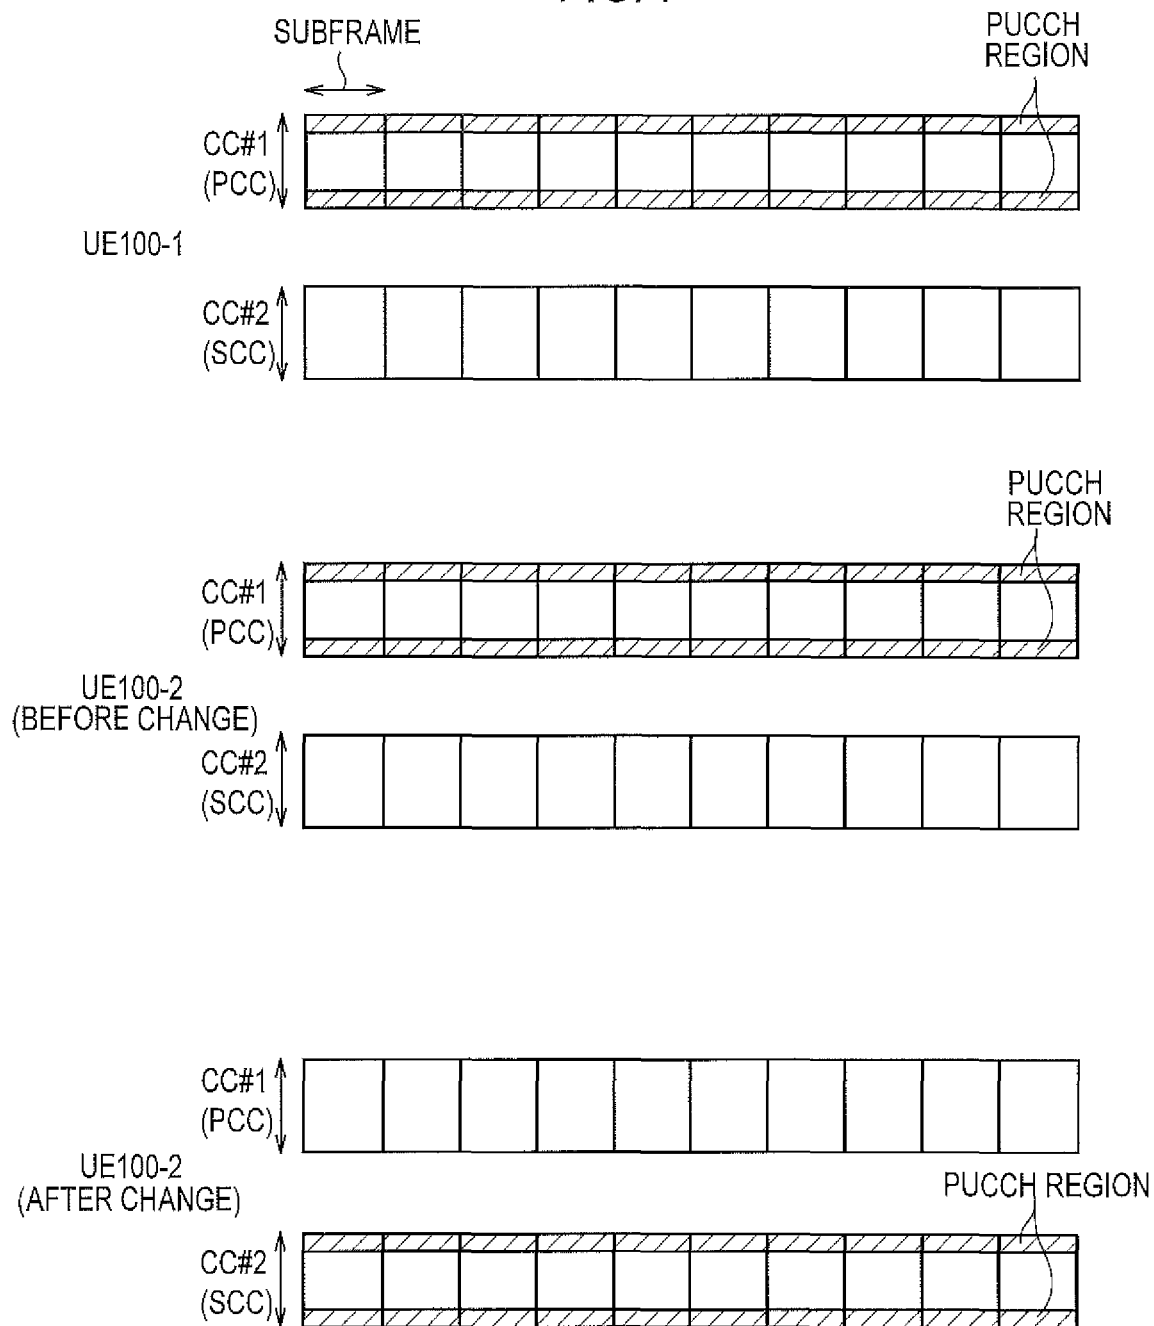 SUBFRAME
PUCCH
REGION
CC#1
(PCC)
UE100-1
CC#2
(SCC)
PUCCH
REGION
CC#1
(PCC)
UE100-2
(BEFORE CHANGE)
CC#2
(SCC)
CC#1
(PCC)
UE100-2
(AFTER CHANGE)
PUCCH REGION
CC#2
(SCC)